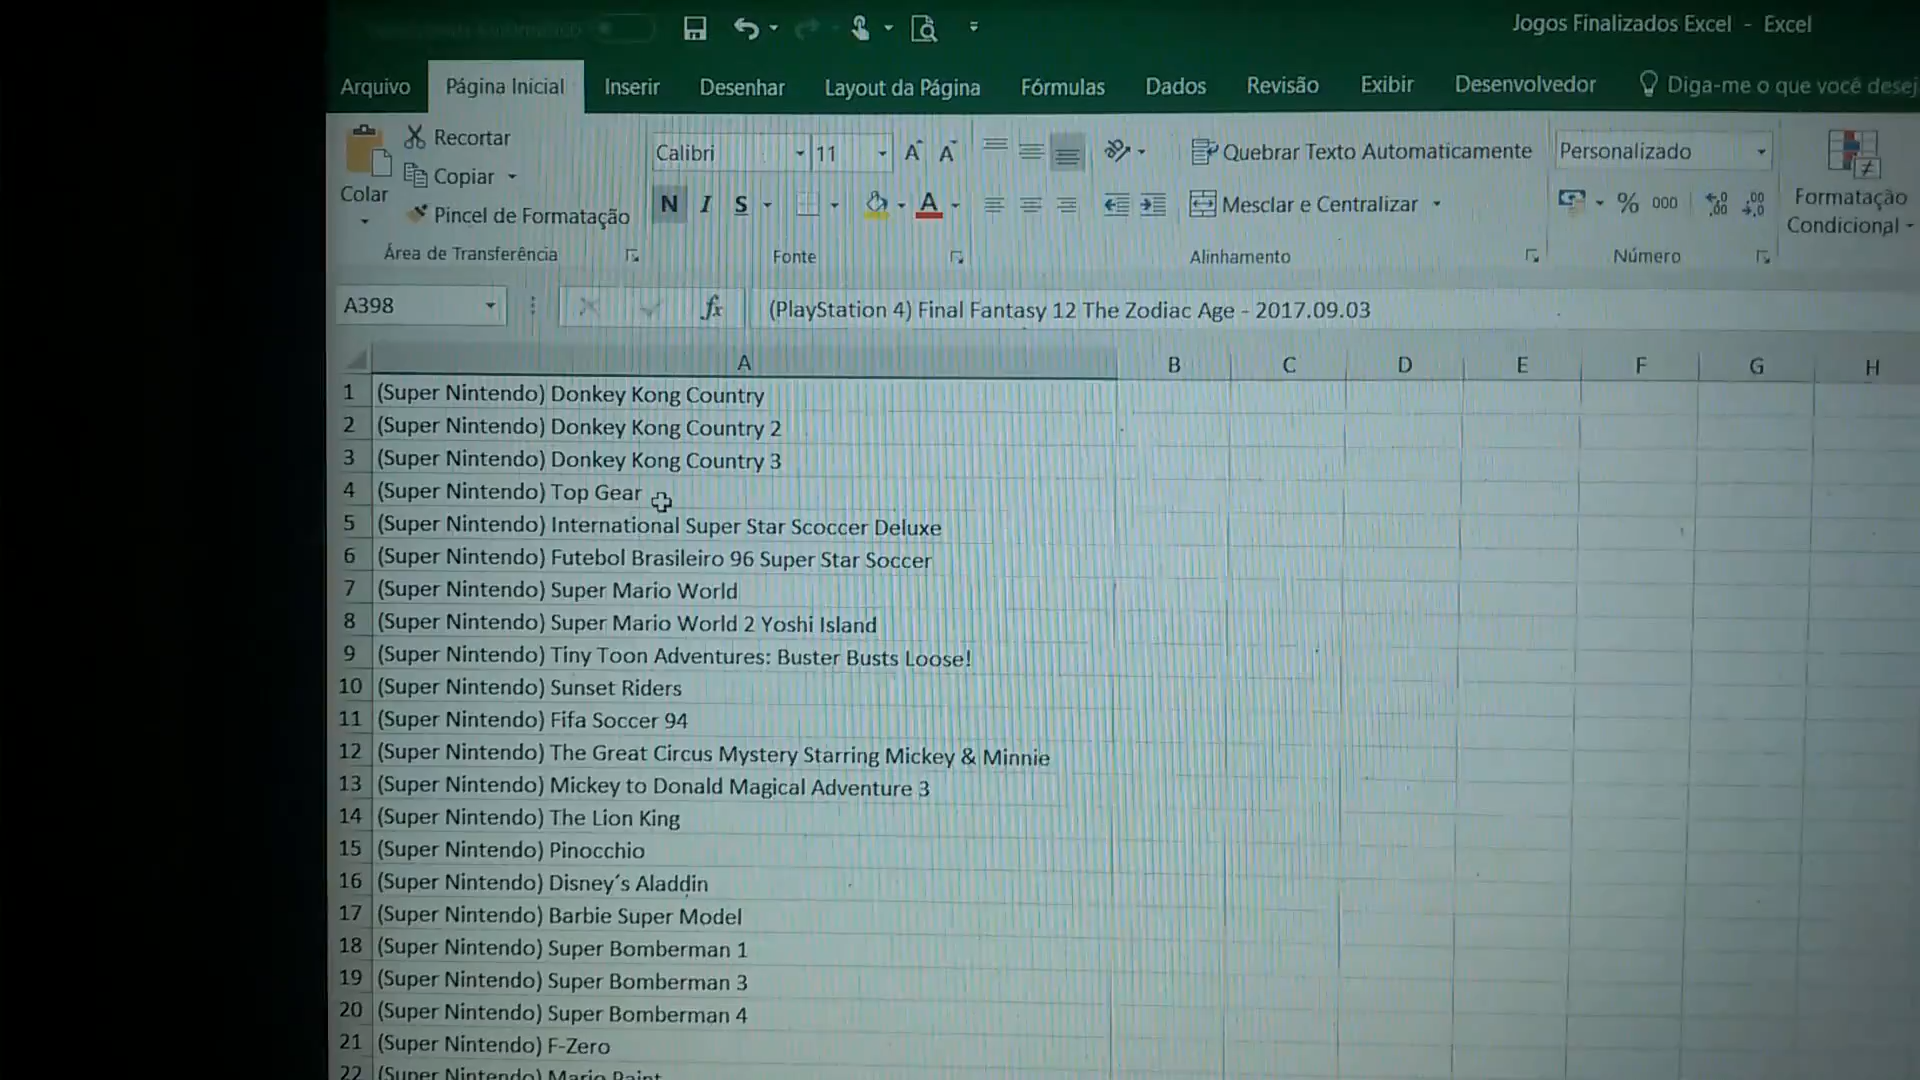 Jogos Finalizados Excel - Excel
Arquivo Página Inicial Inserir Desenhar Layout da Página Fórmulas Dados Revisão Exibir Desenvolvedor Diga-me o que você desej
Colar
Recortar
Copiar
Pincel de Formatação
Área de Transferência
Calibri 11
N I S
Fonte
Quebrar Texto Automaticamente
Mesclar e Centralizar
Alinhamento
Personalizado
% 000
Número
Formatação
Condicional
A398 fx (PlayStation 4) Final Fantasy 12 The Zodiac Age - 2017.09.03
A B C D E F G H
1 (Super Nintendo) Donkey Kong Country
2 (Super Nintendo) Donkey Kong Country 2
3 (Super Nintendo) Donkey Kong Country 3
4 (Super Nintendo) Top Gear
5 (Super Nintendo) International Super Star Scoccer Deluxe
6 (Super Nintendo) Futebol Brasileiro 96 Super Star Soccer
7 (Super Nintendo) Super Mario World
8 (Super Nintendo) Super Mario World 2 Yoshi Island
9 (Super Nintendo) Tiny Toon Adventures: Buster Busts Loose!
10 (Super Nintendo) Sunset Riders
11 (Super Nintendo) Fifa Soccer 94
12 (Super Nintendo) The Great Circus Mystery Starring Mickey & Minnie
13 (Super Nintendo) Mickey to Donald Magical Adventure 3
14 (Super Nintendo) The Lion King
15 (Super Nintendo) Pinocchio
16 (Super Nintendo) Disney´s Aladdin
17 (Super Nintendo) Barbie Super Model
18 (Super Nintendo) Super Bomberman 1
19 (Super Nintendo) Super Bomberman 3
20 (Super Nintendo) Super Bomberman 4
21 (Super Nintendo) F-Zero
22 (Super Nintendo) Mario Paint